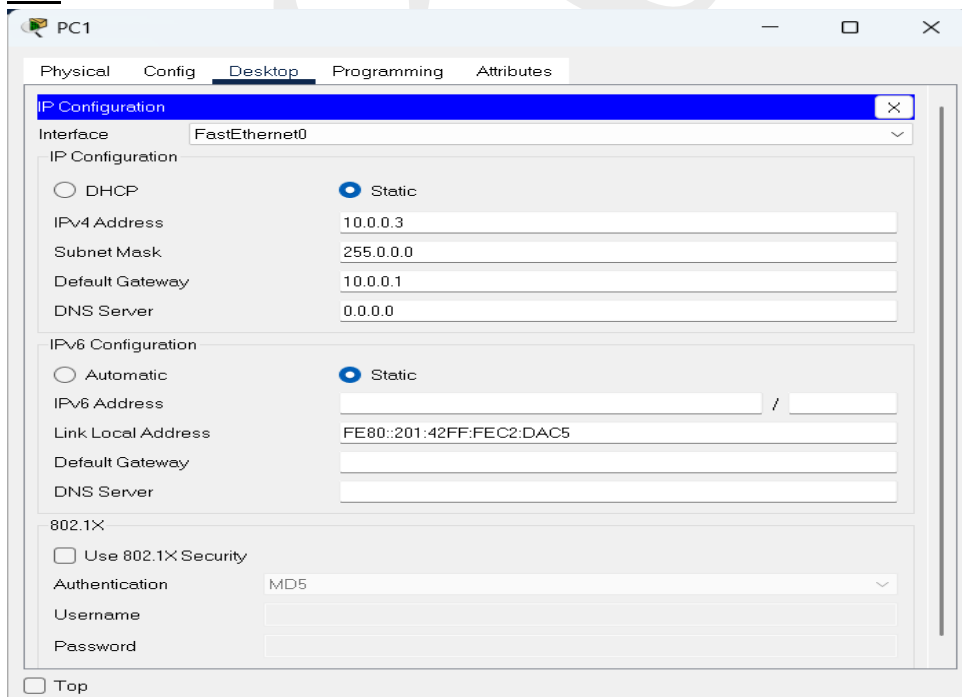 PC1
Physical Config Desktop Programming Attributes
IP Configuration X
Interface FastEthernet0
IP Configuration
DHCP Static
IPv4 Address 10.0.0.3
Subnet Mask 255.0.0.0
Default Gateway 10.0.0.1
DNS Server 0.0.0.0
IPv6 Configuration
Automatic Static
IPv6 Address /
Link Local Address FE80::201:42FF:FEC2:DAC5
Default Gateway
DNS Server
802.1X
Use 802.1X Security
Authentication MD5
Username
Password
Top